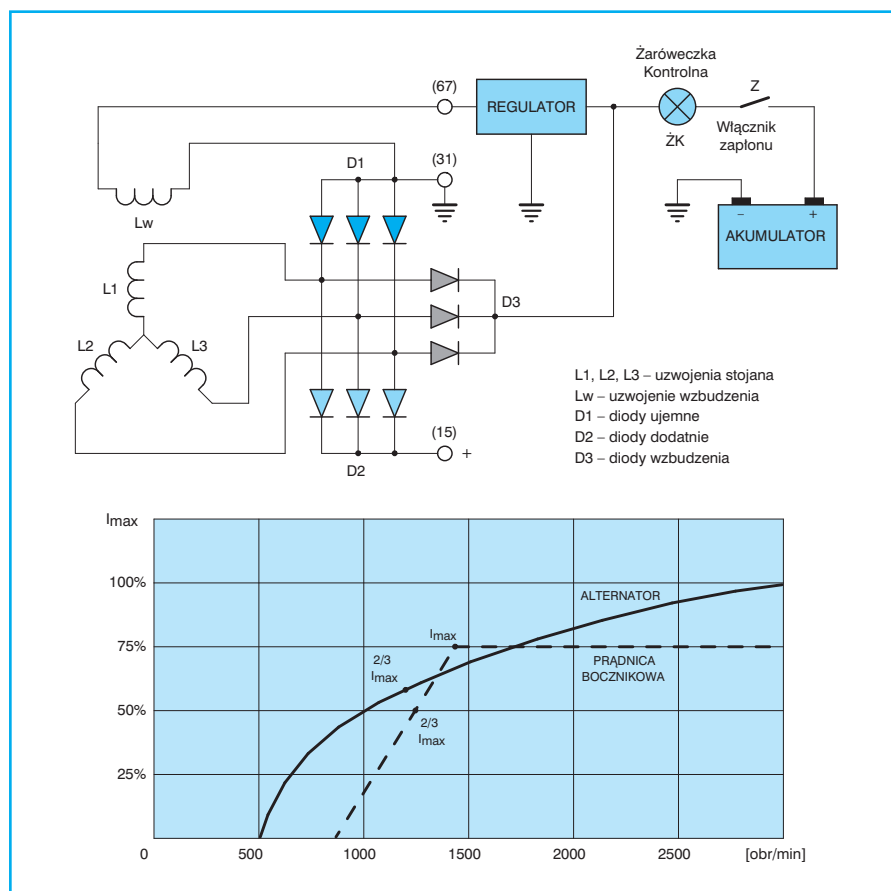 Żaróweczka
Kontrolna
(67)
REGULATOR
Z
ŻK
Włącznik
zapłonu
(31)
D1
Lw
– +
AKUMULATOR
L1
D3
L2
L3
L1, L2, L3 – uzwojenia stojana
Lw – uzwojenie wzbudzenia
D1 – diody ujemne
D2 – diody dodatnie
D3 – diody wzbudzenia
(15)
+
D2
Imax
100%
ALTERNATOR
Imax
75%
2/3
Imax
PRĄDNICA
BOCZNIKOWA
50%
2/3
Imax
25%
0 500 1000 1500 2000 2500 [obr/min]